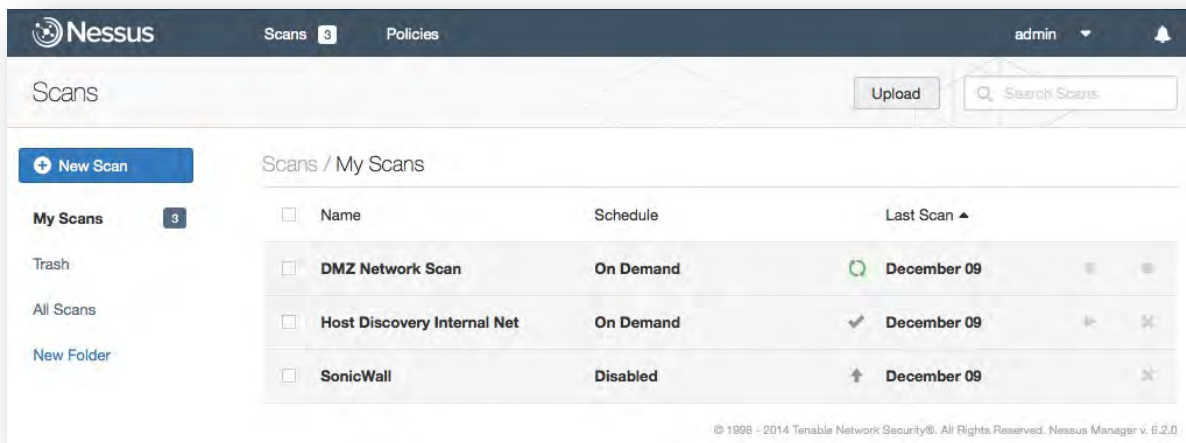 Nessus
Scans 3 Policies admin
Scans
Upload Search Scans
New Scan
Scans / My Scans
My Scans 3
Trash
All Scans
New Folder
Name Schedule Last Scan
DMZ Network Scan On Demand December 09
Host Discovery Internal Net On Demand December 09
SonicWall Disabled December 09
© 1998 - 2014 Tenable Network Security®. All Rights Reserved. Nessus Manager v. 6.2.0